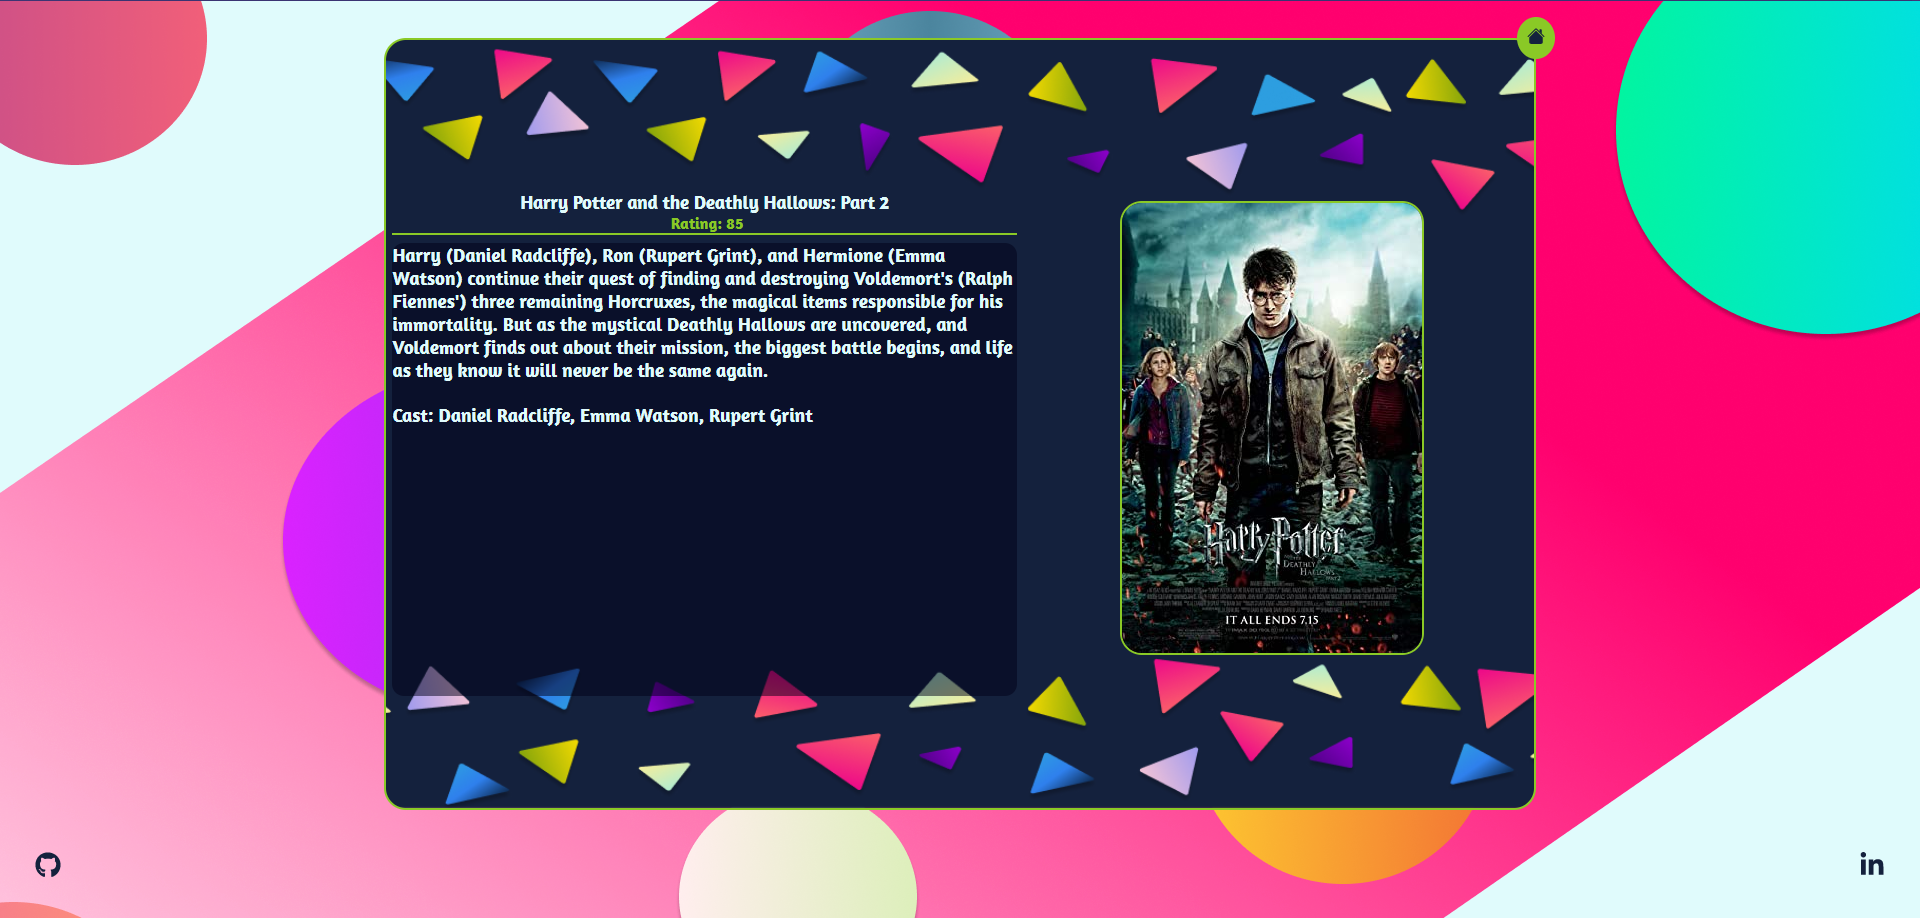 Harry Potter and the Deathly Hallows: Part 2
Rating: 85
Harry (Daniel Radcliffe), Ron (Rupert Grint), and Hermione (Emma
Watson) continue their quest of finding and destroying Voldemort's (Ralph
Fiennes') three remaining Horcruxes, the magical items responsible for his
immortality. But as the mystical Deathly Hallows are uncovered, and
Voldemort finds out about their mission, the biggest battle begins, and life
as they know it will never be the same again.
Cast: Daniel Radcliffe, Emma Watson, Rupert Grint
Harry Potter
DEATHLY
HALLOWS
IT ALL ENDS 7.15
in